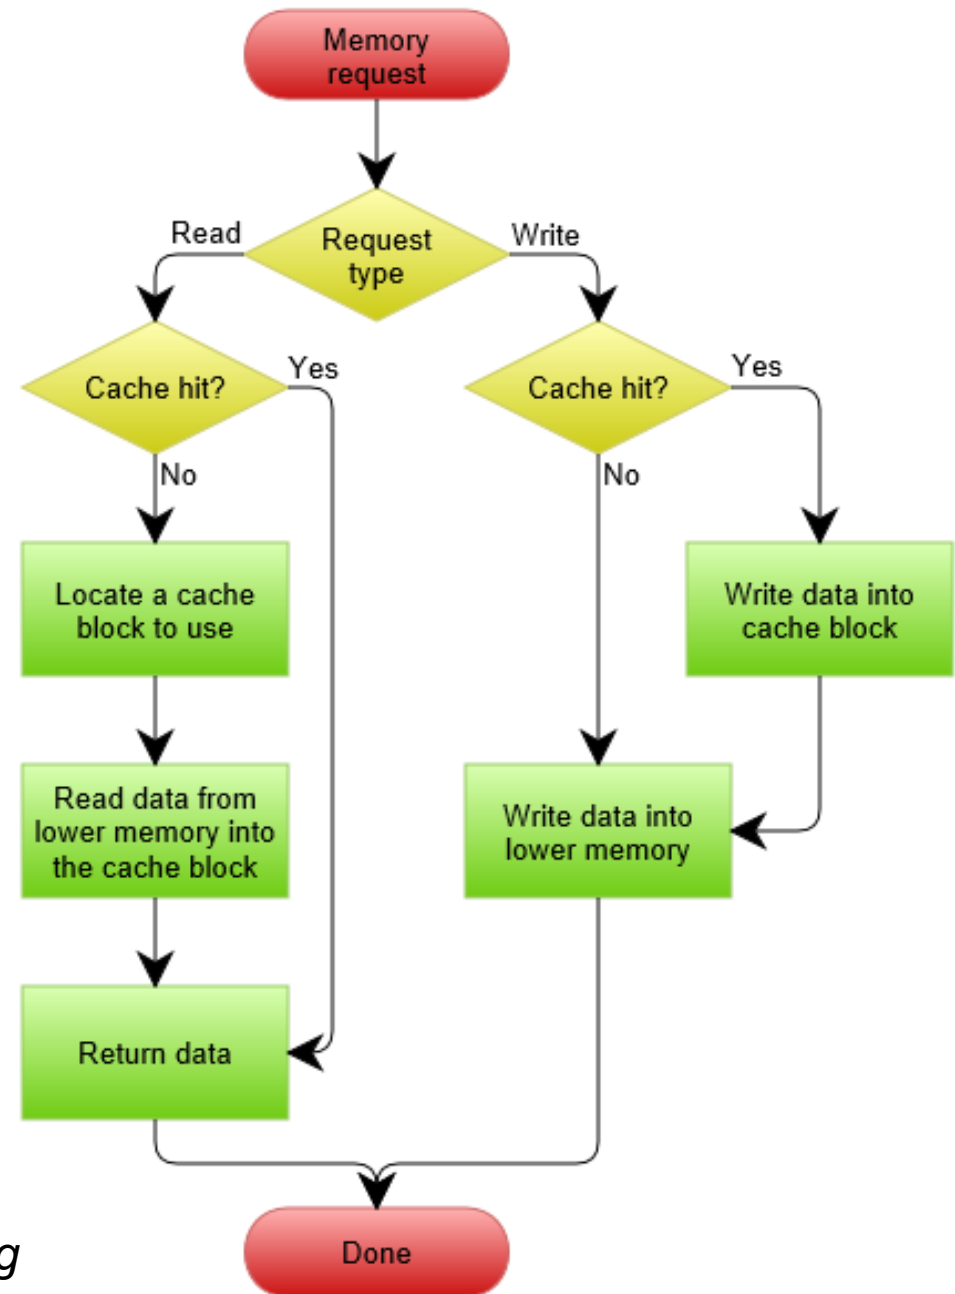 Memory
request
Request
type
Read
Write
Cache hit?
Yes
No
Cache hit?
Yes
No
Locate a cache
block to use
Write data into
cache block
Read data from
lower memory into
the cache block
Write data into
lower memory
Return data
Done
g